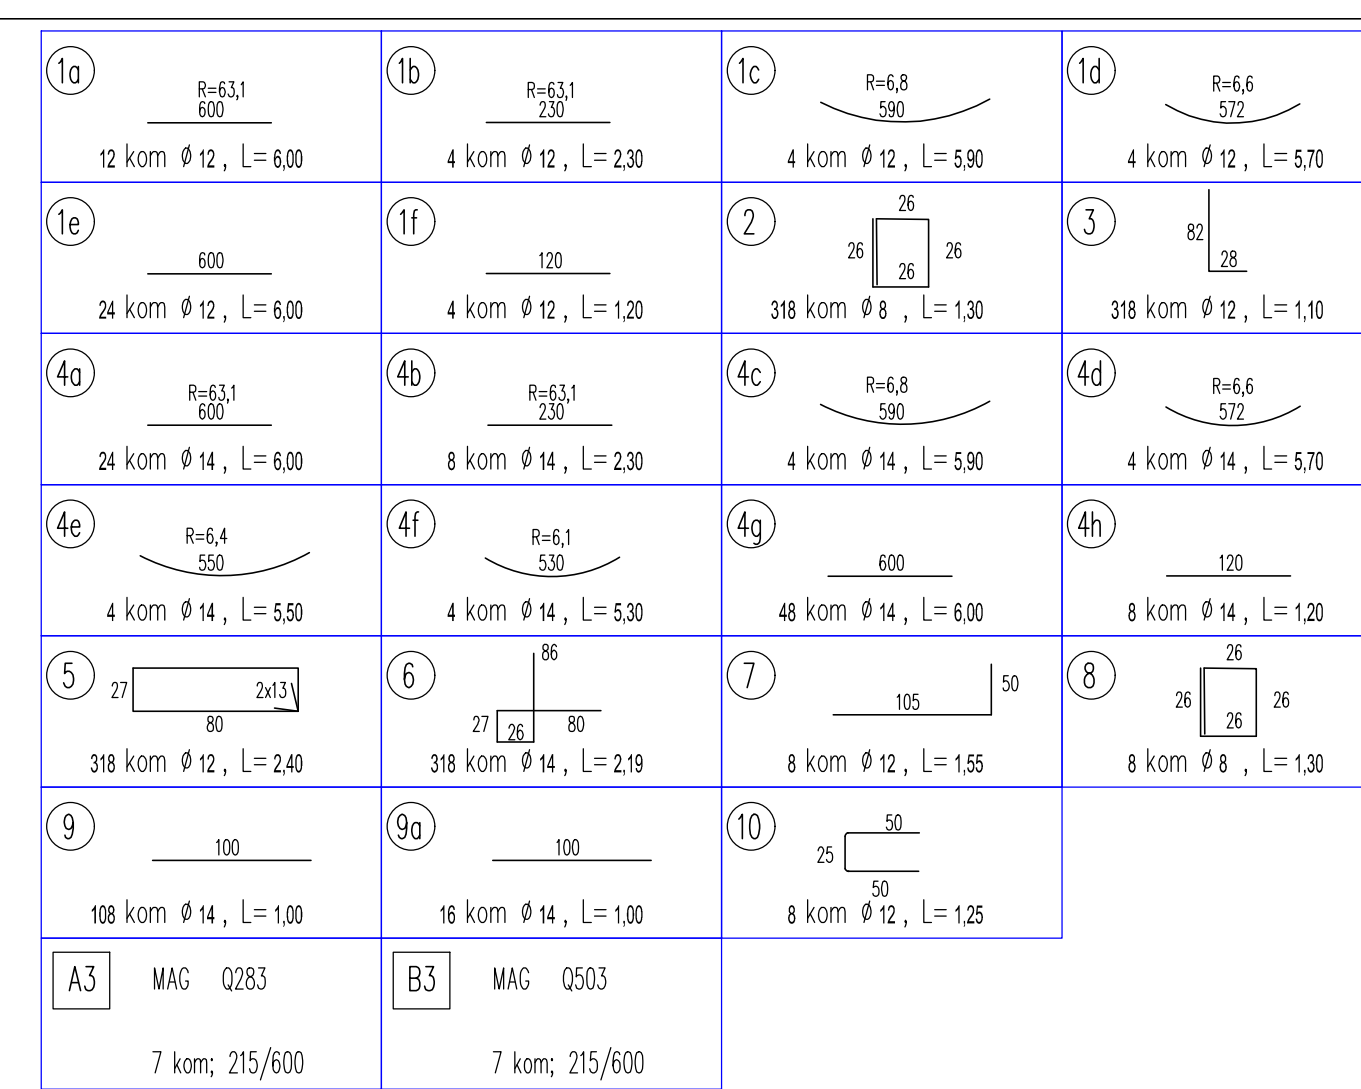 1a
R=63,1
600
12 kom Ø 12 , L= 6,00
1b
R=63,1
230
4 kom Ø 12 , L= 2,30
1c
R=6,8
590
4 kom Ø 12 , L= 5,90
1d
R=6,6
572
4 kom Ø 12 , L= 5,70
1e
600
24 kom Ø 12 , L= 6,00
1f
120
4 kom Ø 12 , L= 1,20
2
26
26
26
26
318 kom Ø 8 , L= 1,30
3
82
28
318 kom Ø 12 , L= 1,10
4a
R=63,1
600
24 kom Ø 14 , L= 6,00
4b
R=63,1
230
8 kom Ø 14 , L= 2,30
4c
R=6,8
590
4 kom Ø 14 , L= 5,90
4d
R=6,6
572
4 kom Ø 14 , L= 5,70
4e
R=6,4
550
4 kom Ø 14 , L= 5,50
4f
R=6,1
530
4 kom Ø 14 , L= 5,30
4g
600
48 kom Ø 14 , L= 6,00
4h
120
8 kom Ø 14 , L= 1,20
5
27
2x13
80
318 kom Ø 12 , L= 2,40
6
86
27
26
80
318 kom Ø 14 , L= 2,19
7
105
50
8 kom Ø 12 , L= 1,55
8
26
26
26
26
8 kom Ø 8 , L= 1,30
9
100
108 kom Ø 14 , L= 1,00
9a
100
16 kom Ø 14 , L= 1,00
10
50
25
50
8 kom Ø 12 , L= 1,25
A3
MAG Q283
7 kom; 215/600
B3
MAG Q503
7 kom; 215/600